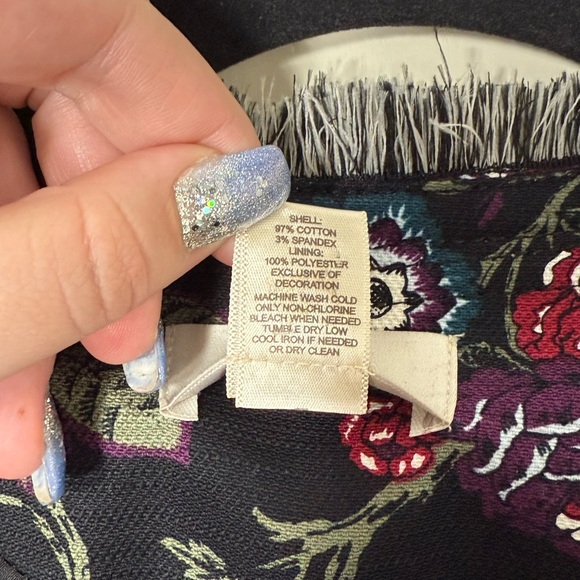 SHELL:
97% COTTON
3% SPANDEX
LINING:
100% POLYESTER
EXCLUSIVE OF
DECORATION
MACHINE WASH COLD
ONLY NON-CHLORINE
BLEACH WHEN NEEDED
TUMBLE DRY LOW
COOL IRON IF NEEDED
OR DRY CLEAN